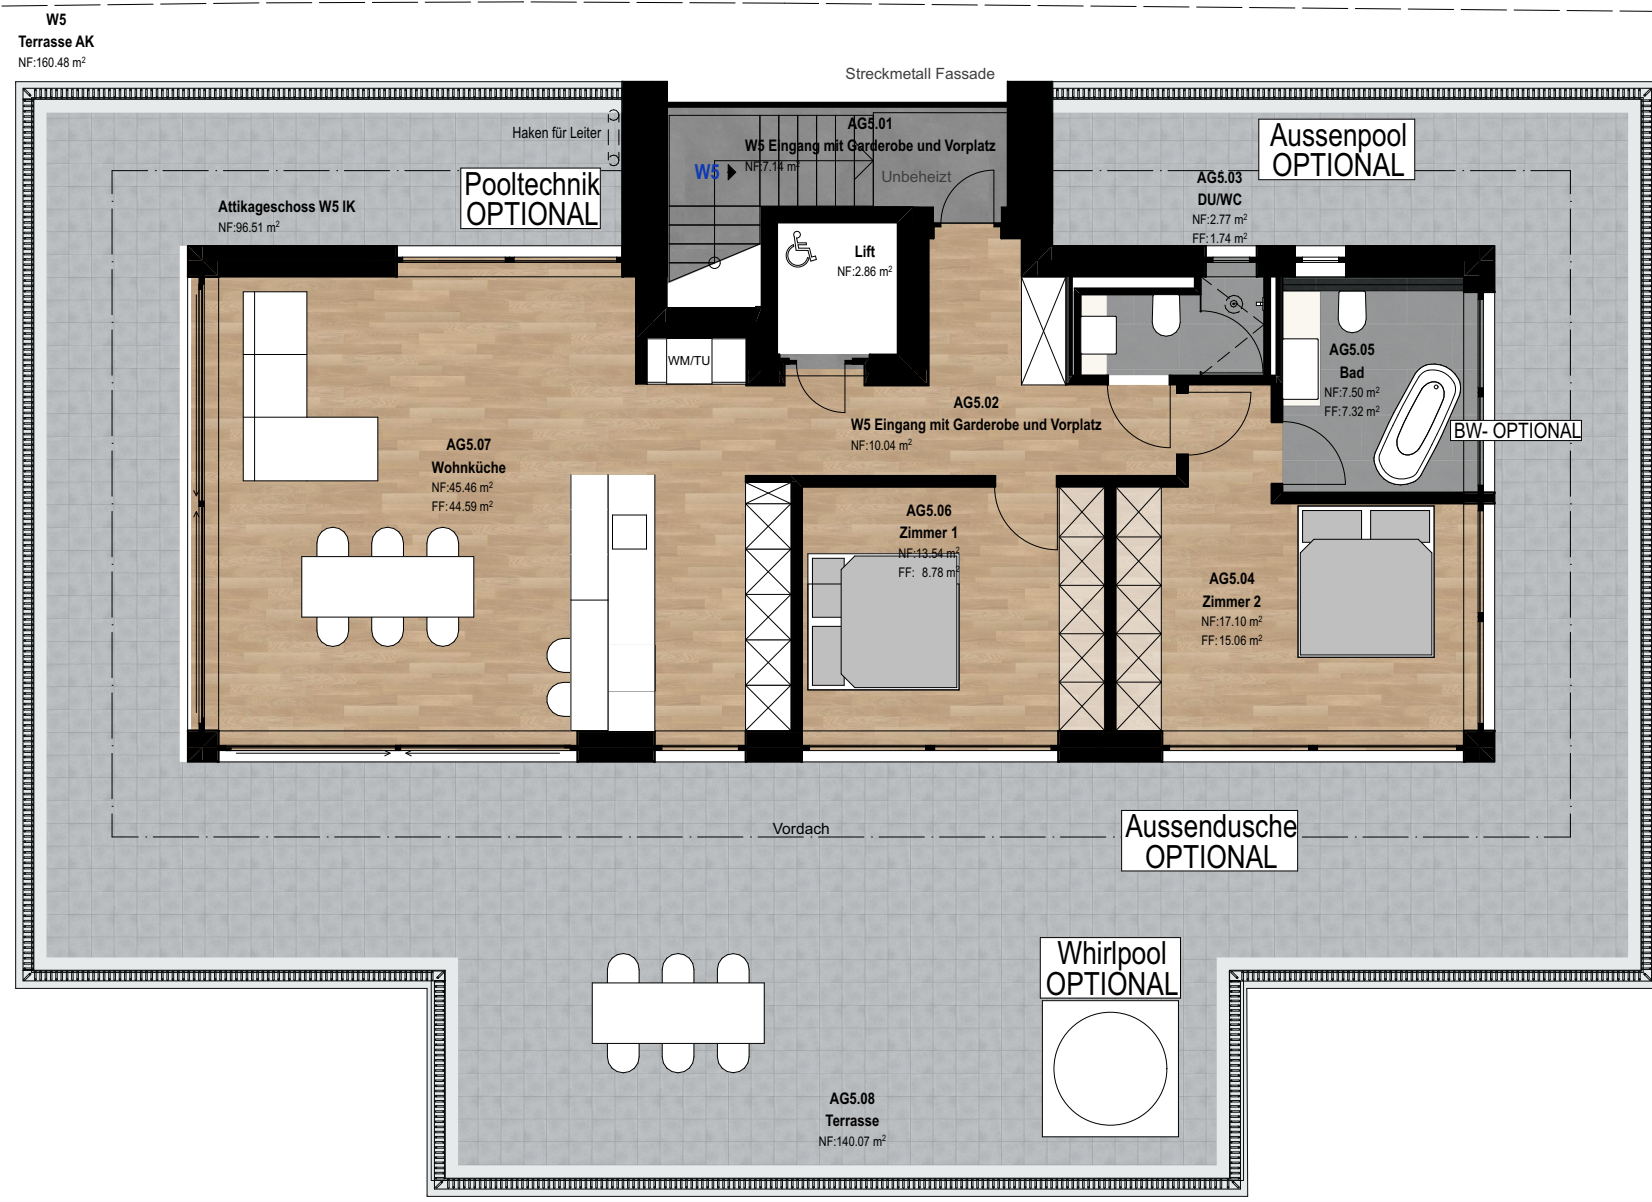 W5
Terrasse AK
NF:160.48 m²
Streckmetall Fassade
Haken für Leiter
AG5.01
W5 Eingang mit Garderobe und Vorplatz
NF:7.14 m²
W5
Unbeheizt
Aussenpool
OPTIONAL
Pooltechnik
OPTIONAL
AG5.03
DU/WC
NF:2.77 m²
FF:1.74 m²
Attikageschoss W5 IK
NF:96.51 m²
Lift
NF:2.86 m²
WM/TU
AG5.05
Bad
NF:7.50 m²
FF:7.32 m²
AG5.02
W5 Eingang mit Garderobe und Vorplatz
NF:10.04 m²
BW- OPTIONAL
AG5.07
Wohnküche
NF:45.46 m²
FF:44.59 m²
AG5.06
Zimmer 1
NF:13.54 m²
FF: 8.78 m²
AG5.04
Zimmer 2
NF:17.10 m²
FF:15.06 m²
Vordach
Aussendusche
OPTIONAL
Whirlpool
OPTIONAL
AG5.08
Terrasse
NF:140.07 m²